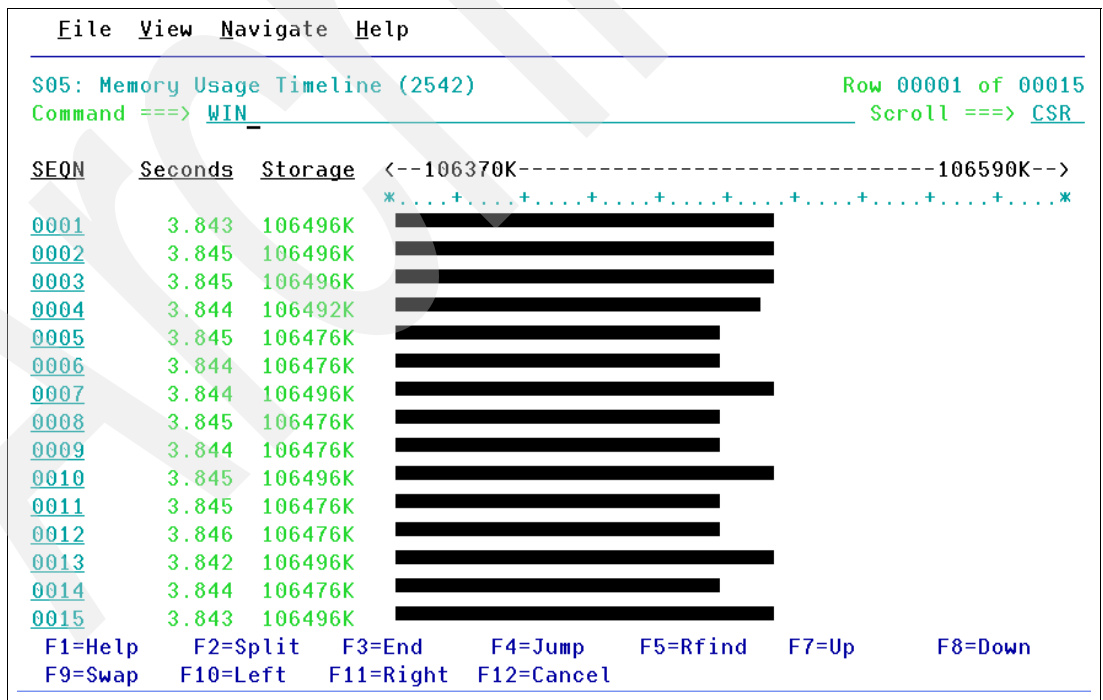 File View Navigate Help
S05: Memory Usage Timeline (2542) Row 00001 of 00015
Command ===> WIN_ Scroll ===> CSR
SEQN Seconds Storage <--106370K-------------------------------106590K-->
*....+....+....+....+....+....+....+....+....+....*
0001 3.843 106496K
0002 3.845 106496K
0003 3.845 106496K
0004 3.844 106492K
0005 3.845 106476K
0006 3.844 106476K
0007 3.844 106496K
0008 3.845 106476K
0009 3.844 106476K
0010 3.845 106496K
0011 3.845 106476K
0012 3.846 106476K
0013 3.842 106496K
0014 3.844 106476K
0015 3.843 106496K
F1=Help F2=Split F3=End F4=Jump F5=Rfind F7=Up F8=Down
F9=Swap F10=Left F11=Right F12=Cancel